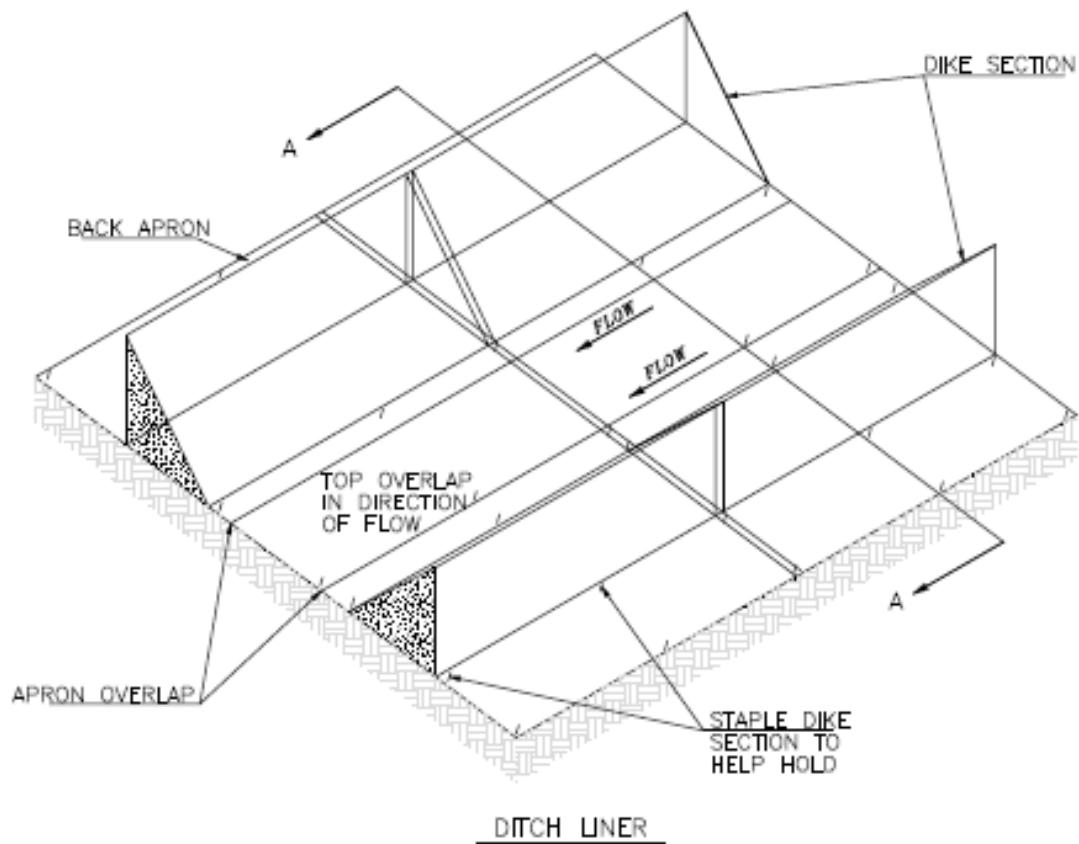 DIKE SECTION
A
BACK APRON
FLOW
FLOW
TOP OVERLAP
IN DIRECTION
OF FLOW
A
APRON OVERLAP
STAPLE DIKE
SECTION TO
HELP HOLD
DITCH LINER